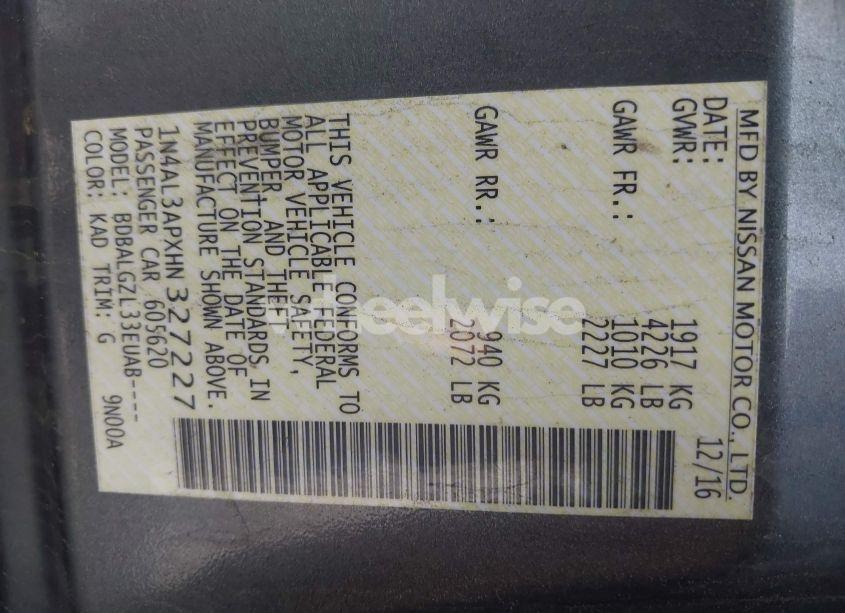 MFD BY NISSAN MOTOR CO., LTD.
DATE: 12/16
GVWR: 1917 KG
4226 LB
GAWR FR.: 1010 KG
2227 LB
GAWR RR.: 940 KG
2072 LB
THIS VEHICLE CONFORMS TO
ALL APPLICABLE FEDERAL
MOTOR VEHICLE SAFETY,
BUMPER, AND THEFT
PREVENTION STANDARDS IN
EFFECT ON THE DATE OF
MANUFACTURE SHOWN ABOVE.
1N4AL3APXHN327227
PASSENGER CAR 605620
MODEL: BDBALGZL33EUAB----
COLOR: KAD TRIM: G 9N00A
wheelwise